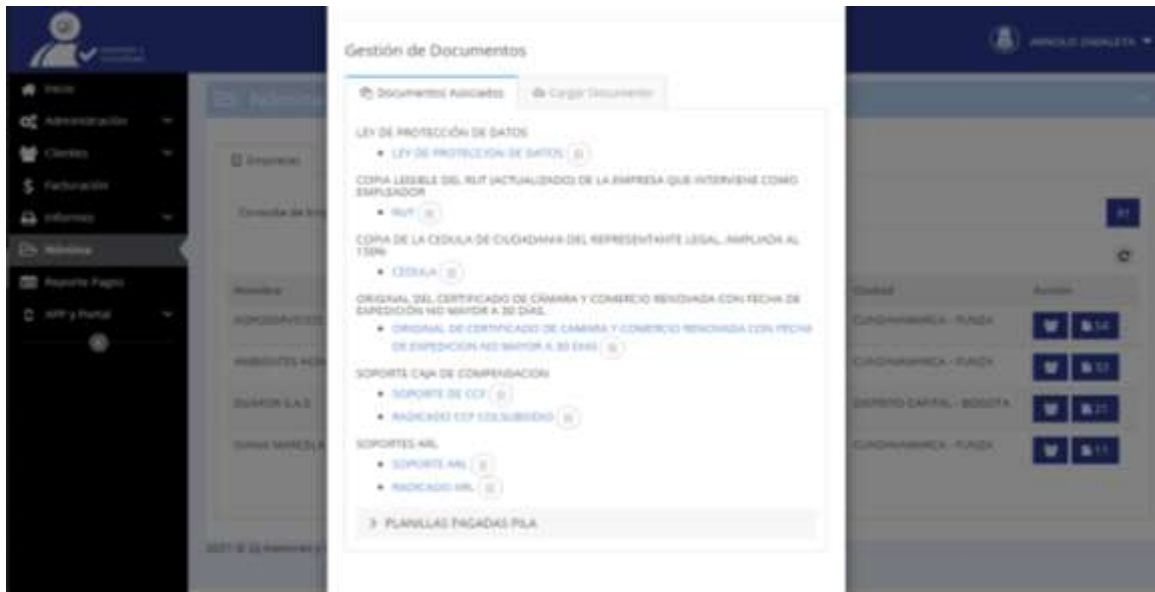 Inicio
Administración
Clientes
Facturación
Informes
Nómina
Reporte Pagos
APP y Portal
Nómina
Empresas
Nombre
Gestión de Documentos
Documentos Asociados
Cargar Documento
LEY DE PROTECCIÓN DE DATOS
LEY DE PROTECCION DE DATOS
COPIA LEGIBLE DEL RUT (ACTUALIZADO) DE LA EMPRESA QUE INTERVIENE COMO
EMPLEADOR
RUT
COPIA DE LA CEDULA DE CIUDADANIA DEL REPRESENTANTE LEGAL, AMPLIADA AL
150%
CEDULA
ORIGINAL DEL CERTIFICADO DE CÁMARA Y COMERCIO RENOVADA CON FECHA DE
EXPEDICIÓN NO MAYOR A 30 DÍAS.
ORIGINAL DE CERTIFICADO DE CAMARA Y COMERCIO RENOVADA CON FECHA
DE EXPEDICION NO MAYOR A 30 DIAS
SOPORTE CAJA DE COMPENSACION
SOPORTE DE CCF
RADICADO CCF COLSUBSIDIO
SOPORTES ARL
SOPORTE ARL
RADICADO ARL
PLANILLAS PAGADAS PILA
Ciudad
Acción
CUNDINAMARCA - FUNZA
CUNDINAMARCA - FUNZA
DISTRITO CAPITAL - BOGOTA
CUNDINAMARCA - FUNZA